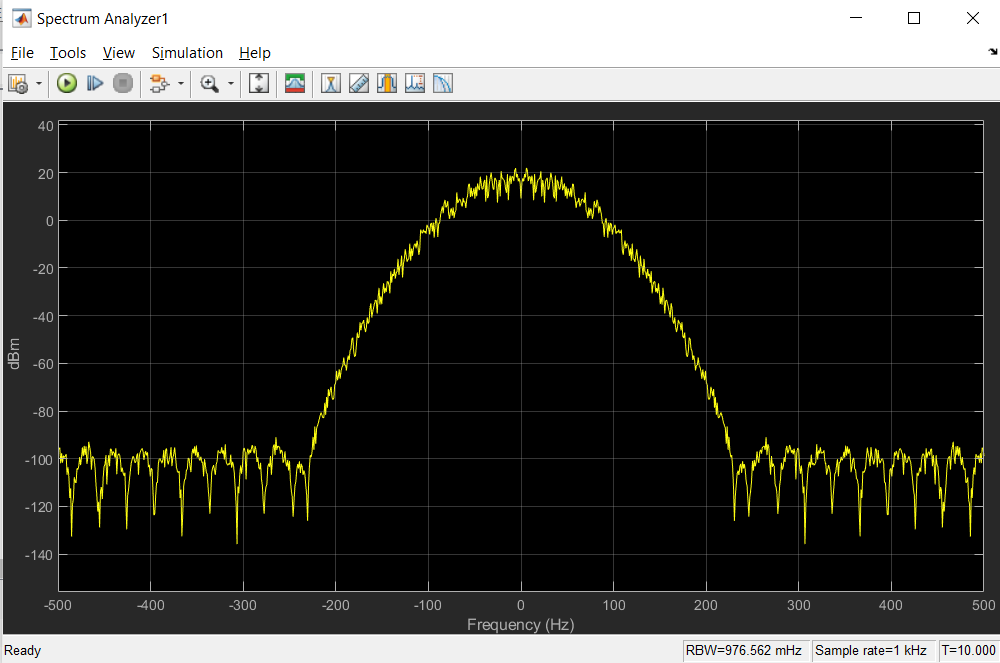 Spectrum Analyzer1
File Tools View Simulation Help
40
20
0
-20
-40
-60
-80
-100
-120
-140
dBm
-500 -400 -300 -200 -100 0 100 200 300 400 500
Frequency (Hz)
Ready RBW=976.562 mHz Sample rate=1 kHz T=10.000